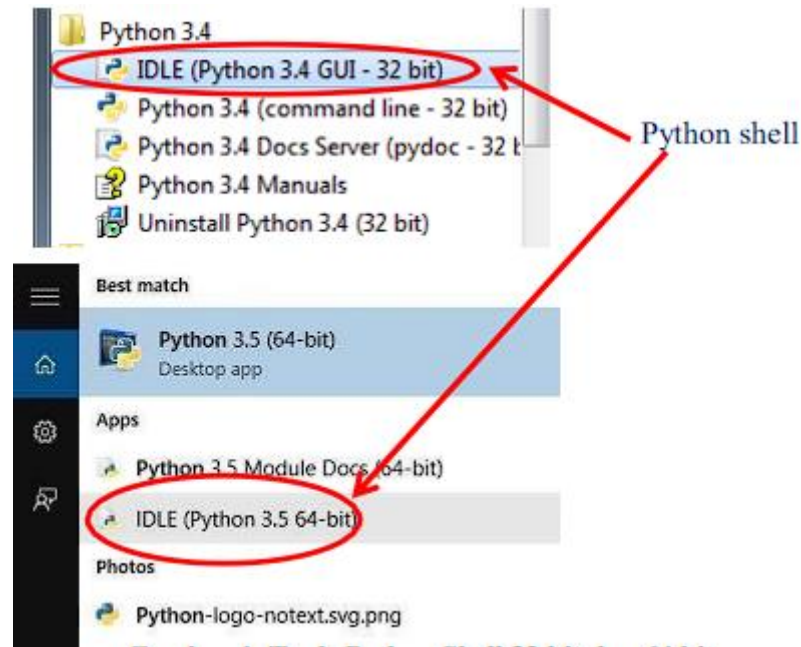 Python 3.4
IDLE (Python 3.4 GUI - 32 bit)
Python 3.4 (command line - 32 bit)
Python 3.4 Docs Server (pydoc - 32 b
Python 3.4 Manuals
Uninstall Python 3.4 (32 bit)
Python shell
Best match
Python 3.5 (64-bit)
Desktop app
Apps
Python 3.5 Module Docs (64-bit)
IDLE (Python 3.5 64-bit)
Photos
Python-logo-notext.svg.png